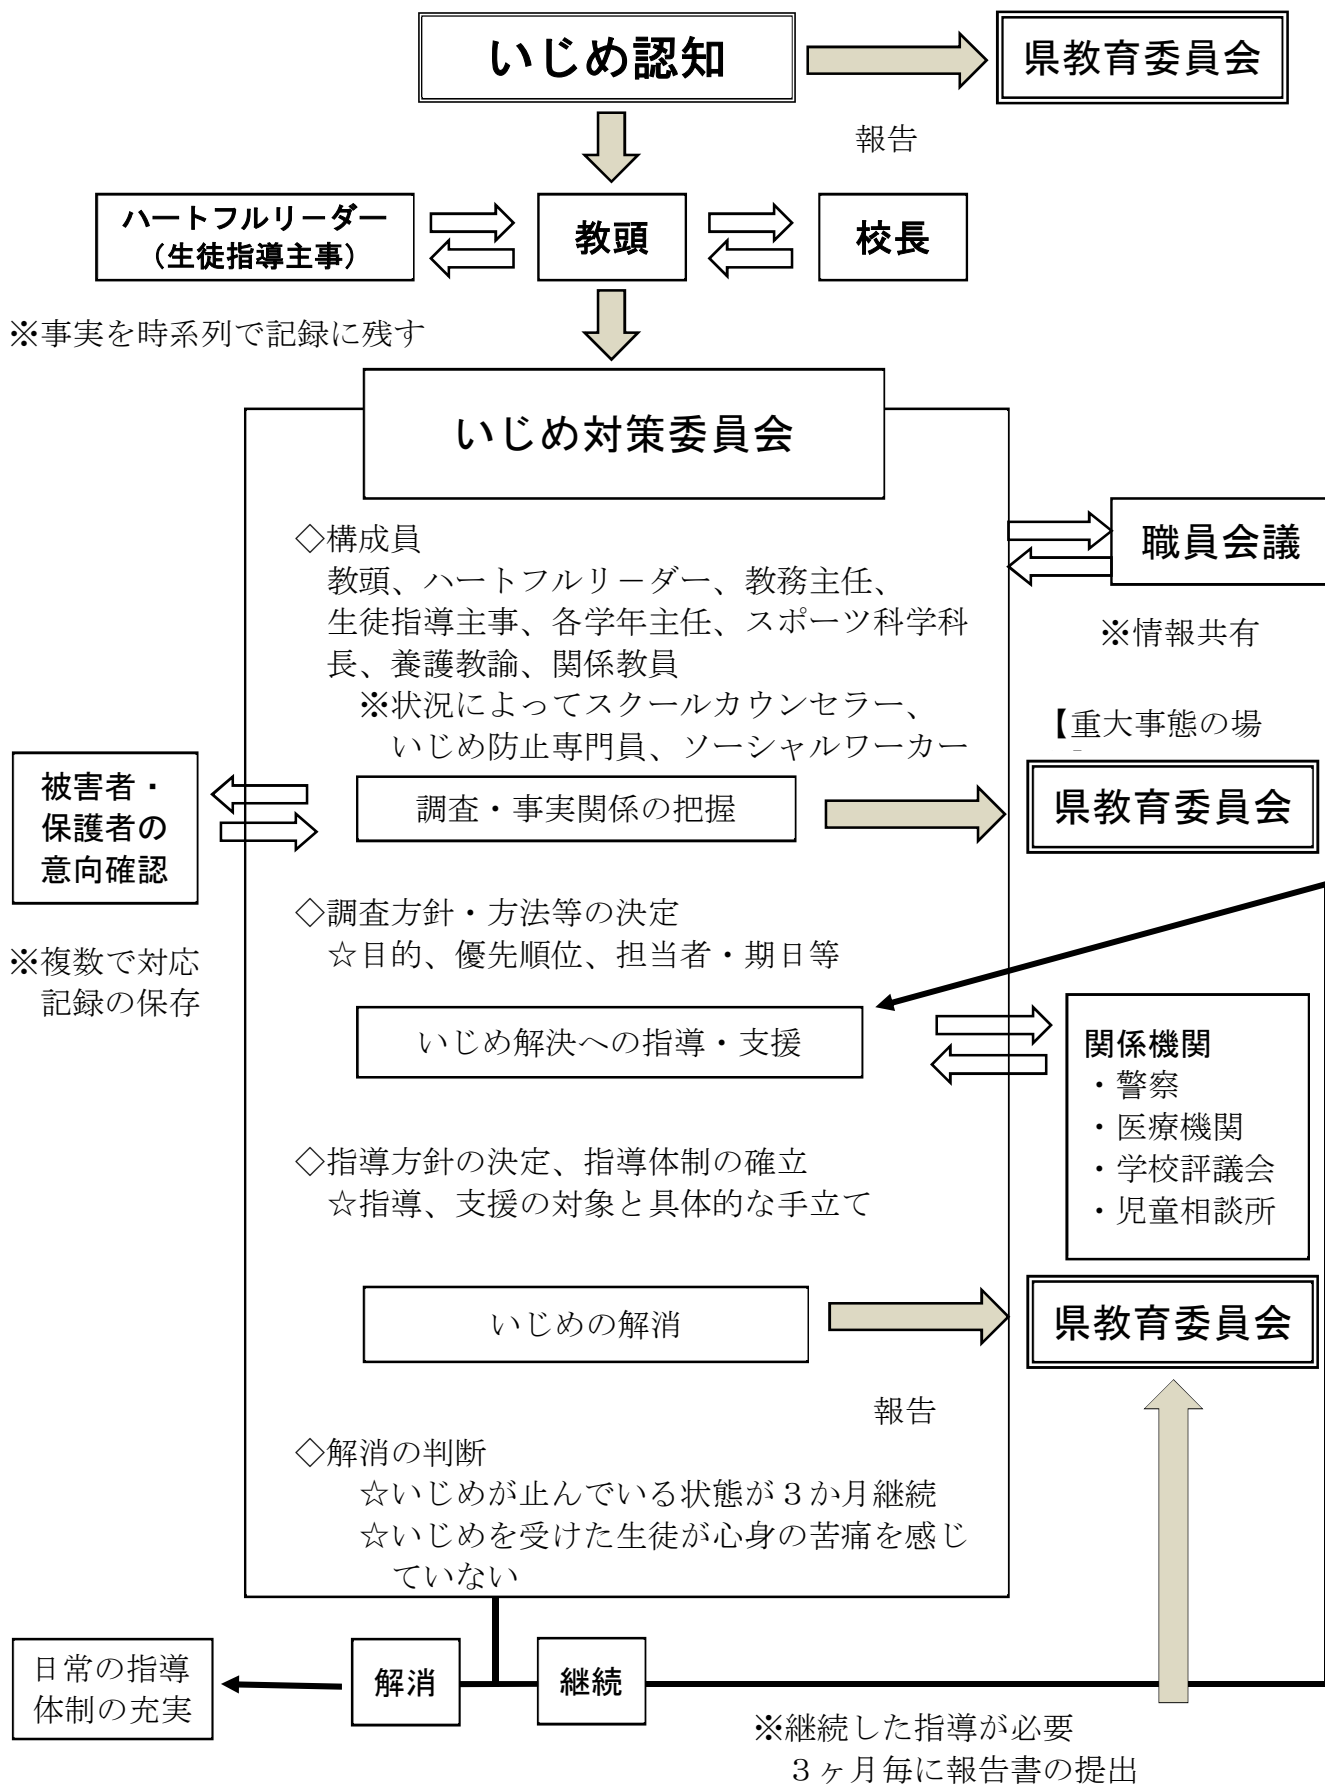 いじめ認知
県教育委員会
報告
ハートフルリーダー
（生徒指導主事）
教頭
校長
※事実を時系列で記録に残す
いじめ対策委員会
◇構成員
教頭、ハートフルリーダー、教務主任、
生徒指導主事、各学年主任、スポーツ科学科
長、養護教諭、関係教員
※状況によってスクールカウンセラー、
いじめ防止専門員、ソーシャルワーカー
職員会議
※情報共有
【重大事態の場
被害者・
保護者の
意向確認
調査・事実関係の把握
県教育委員会
※複数で対応
記録の保存
◇調査方針・方法等の決定
☆目的、優先順位、担当者・期日等
いじめ解決への指導・支援
関係機関
・警察
・医療機関
・学校評議会
・児童相談所
◇指導方針の決定、指導体制の確立
☆指導、支援の対象と具体的な手立て
いじめの解消
県教育委員会
報告
◇解消の判断
☆いじめが止んでいる状態が３か月継続
☆いじめを受けた生徒が心身の苦痛を感じ
ていない
日常の指導
体制の充実
解消
継続
※継続した指導が必要
３ヶ月毎に報告書の提出